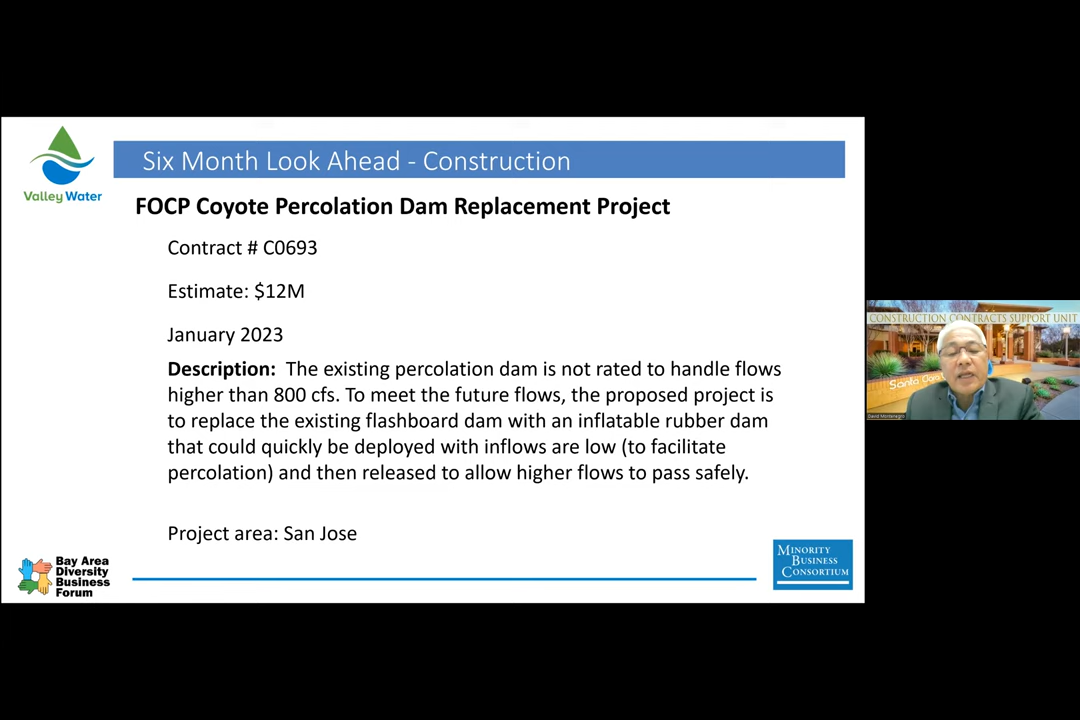 Six Month Look Ahead - Construction
Valley Water
FOCP Coyote Percolation Dam Replacement Project
Contract # C0693
Estimate: $12M
January 2023
Description: The existing percolation dam is not rated to handle flows
higher than 800 cfs. To meet the future flows, the proposed project is
to replace the existing flashboard dam with an inflatable rubber dam
that could quickly be deployed with inflows are low (to facilitate
percolation) and then released to allow higher flows to pass safely.
Project area: San Jose
Bay Area
Diversity
Business
Forum
MINORITY
BUSINESS
CONSORTIUM
CONSTRUCTION CONTRACTS SUPPORT UNIT
Santa
David Montenegro